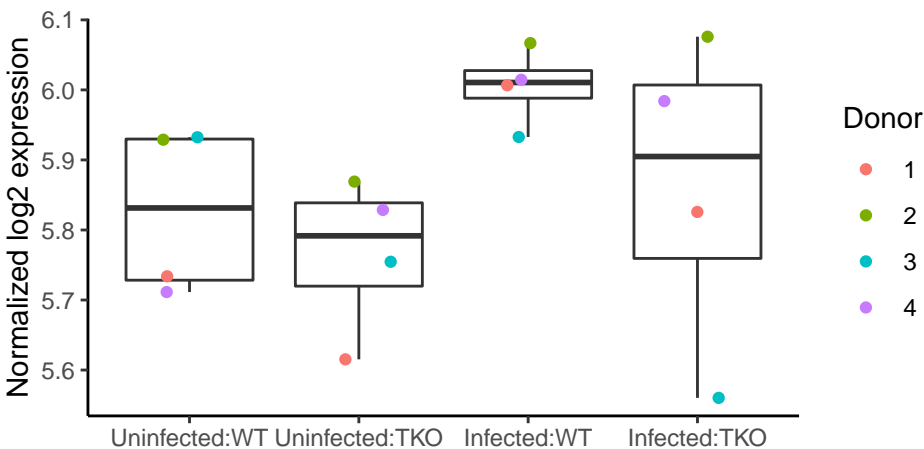 Normalized log2 expression
6.1
6.0
5.9
5.8
5.7
5.6
Uninfected:WT
Uninfected:TKO
Infected:WT
Infected:TKO
Donor
1
2
3
4